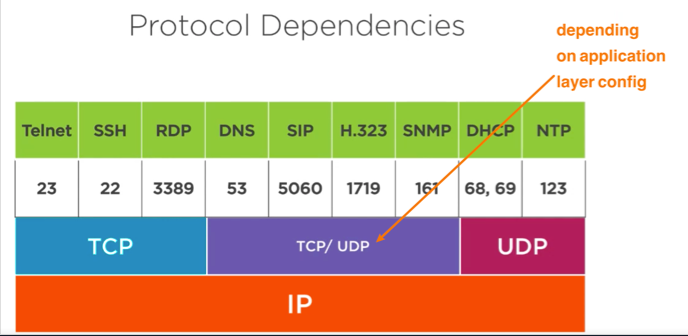 Protocol Dependencies
depending
on application
layer config
Telnet SSH RDP DNS SIP H.323 SNMP DHCP NTP
23 22 3389 53 5060 1719 161 68, 69 123
TCP TCP/ UDP UDP
IP